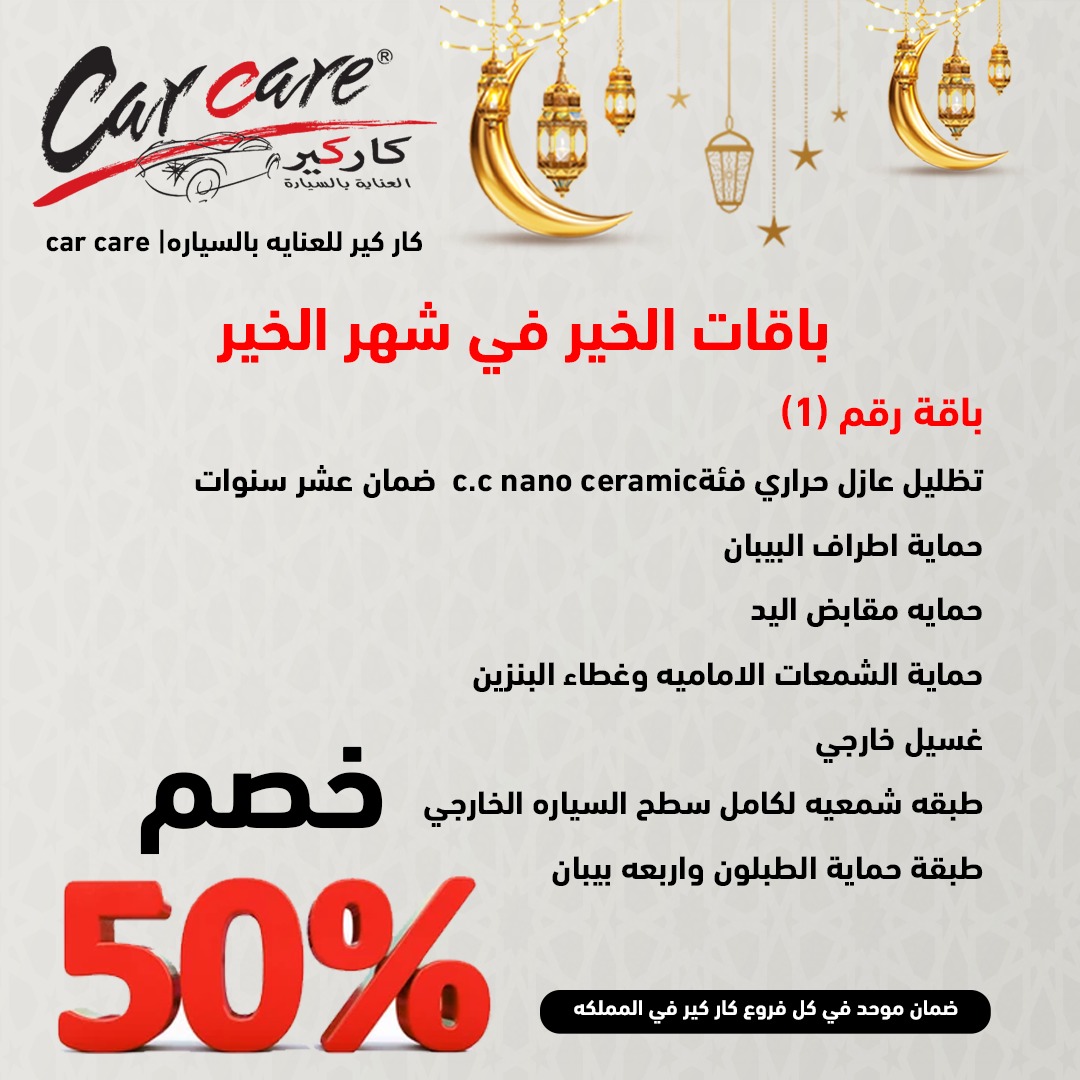 Car care®
كاركير
العناية بالسيارة
كار كير للعنايه بالسياره| car care
باقات الخير في شهر الخير
باقة رقم (1)
تظليل عازل حراري فئةc.c nano ceramic ضمان عشر سنوات
حماية اطراف البيبان
حمايه مقابض اليد
حماية الشمعات الاماميه وغطاء البنزين
غسيل خارجي
طبقه شمعيه لكامل سطح السياره الخارجي
طبقة حماية الطبلون واربعه بيبان
خصم
50%
ضمان موحد في كل فروع كار كير في المملكه